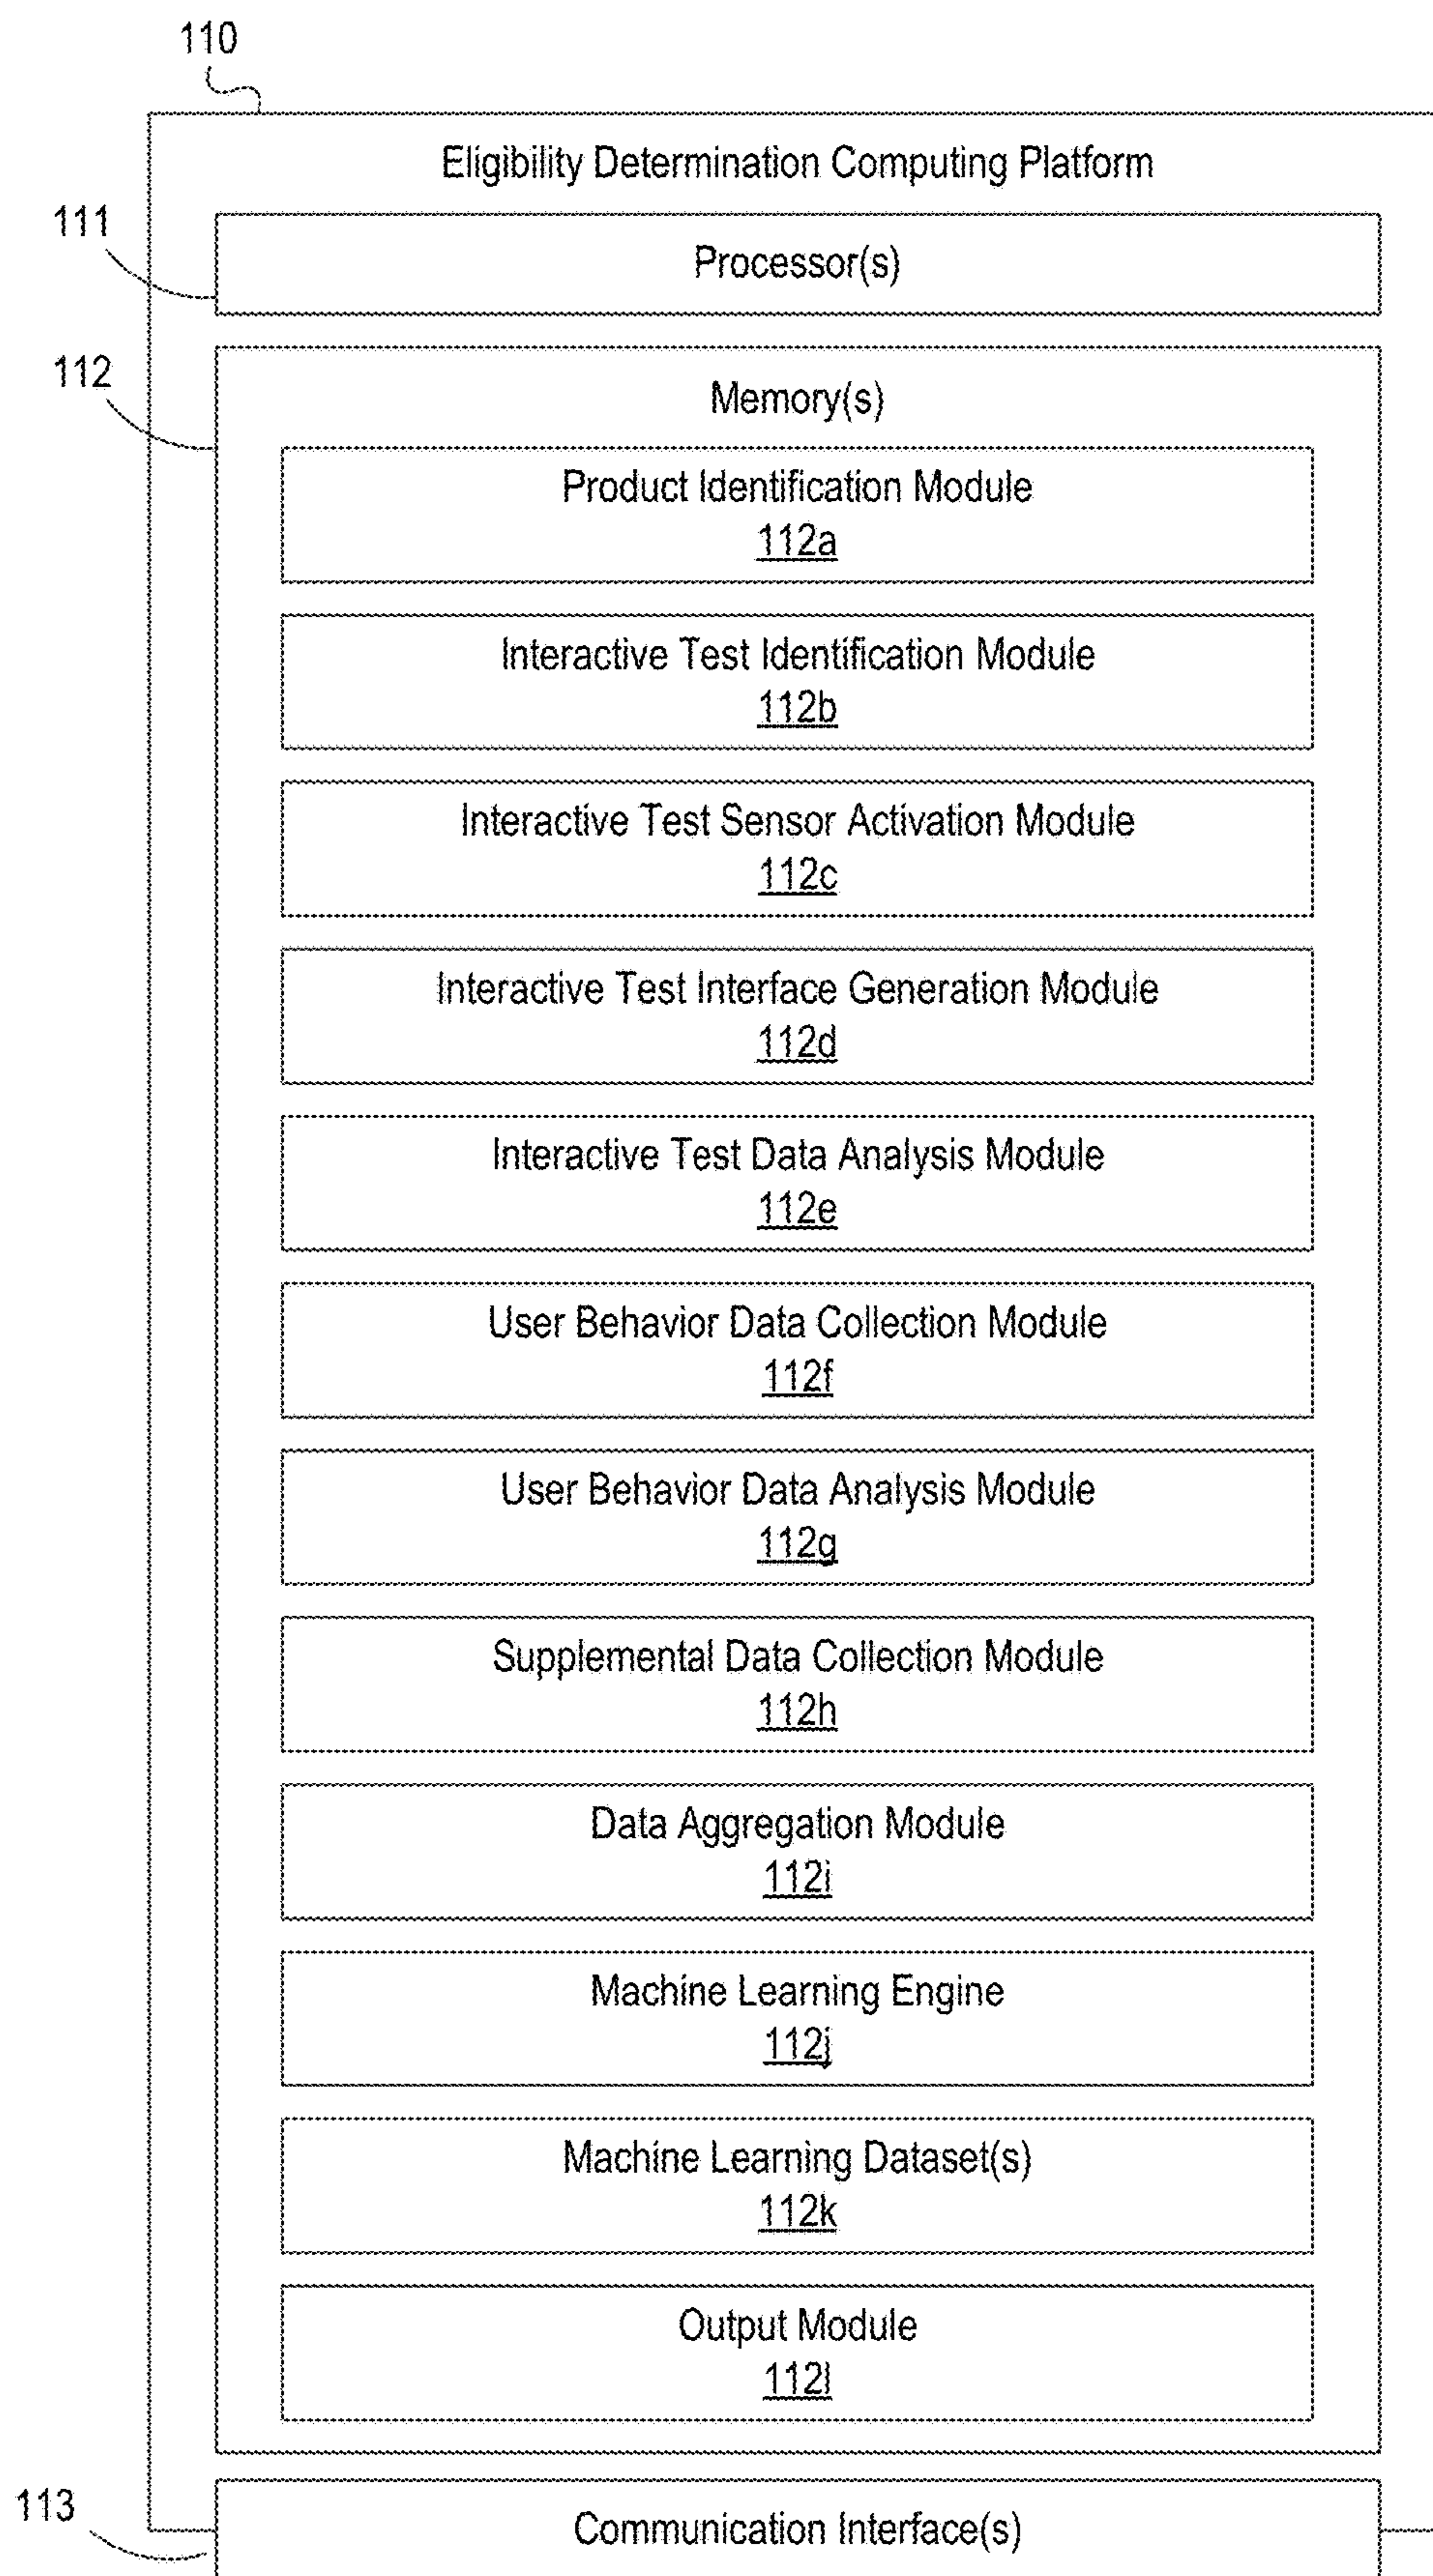 110
Eligibility Determination Computing Platform
111
Processor(s)
112
Memory(s)
Product Identification Module
112a
Interactive Test Identification Module
112b
Interactive Test Sensor Activation Module
112c
Interactive Test Interface Generation Module
112d
Interactive Test Data Analysis Module
112e
User Behavior Data Collection Module
112f
User Behavior Data Analysis Module
112g
Supplemental Data Collection Module
112h
Data Aggregation Module
112i
Machine Learning Engine
112j
Machine Learning Dataset(s)
112k
Output Module
112l
113
Communication Interface(s)